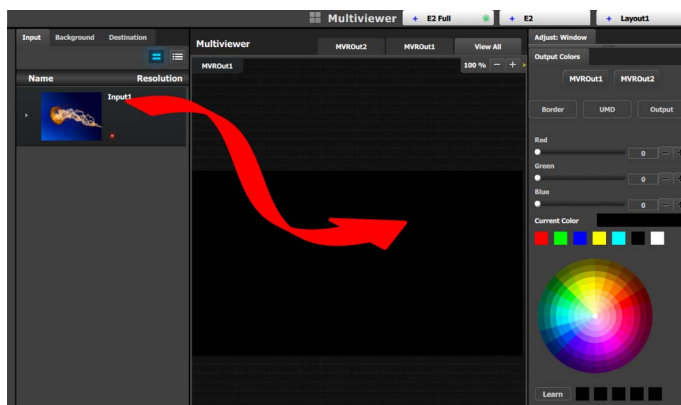 Multiviewer + E2 Full + E2 + Layout1
Input Background Destination
Name Resolution
Input1
Multiviewer MVROut2 MVROut1 View All
MVROut1 100 % − +
Adjust: Window
Output Colors
MVROut1 MVROut2
Border UMD Output
Red
0 − +
Green
0 − +
Blue
0 − +
Current Color
Learn